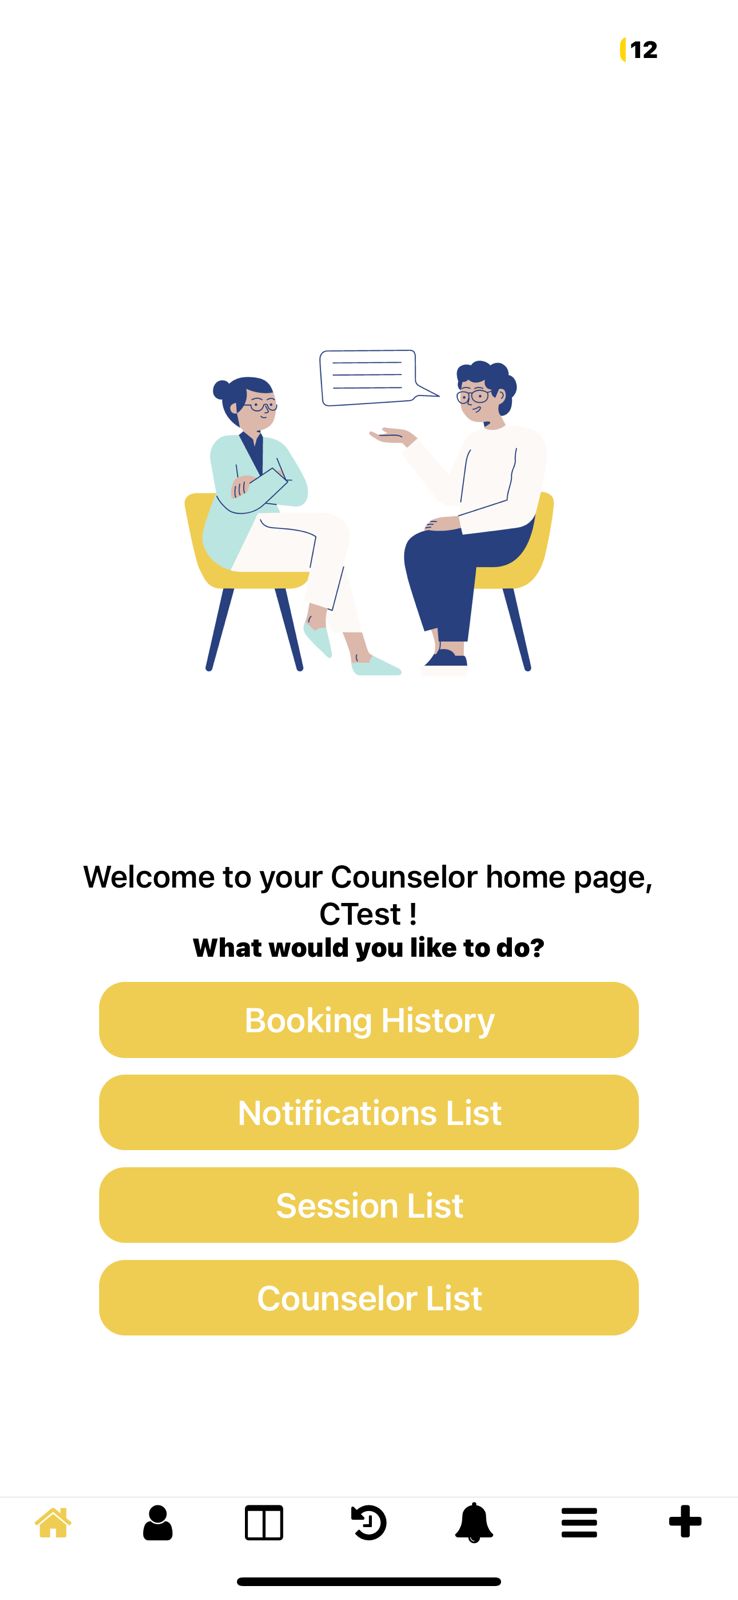 12
Welcome to your Counselor home page,
CTest !
What would you like to do?
Booking History
Notifications List
Session List
Counselor List